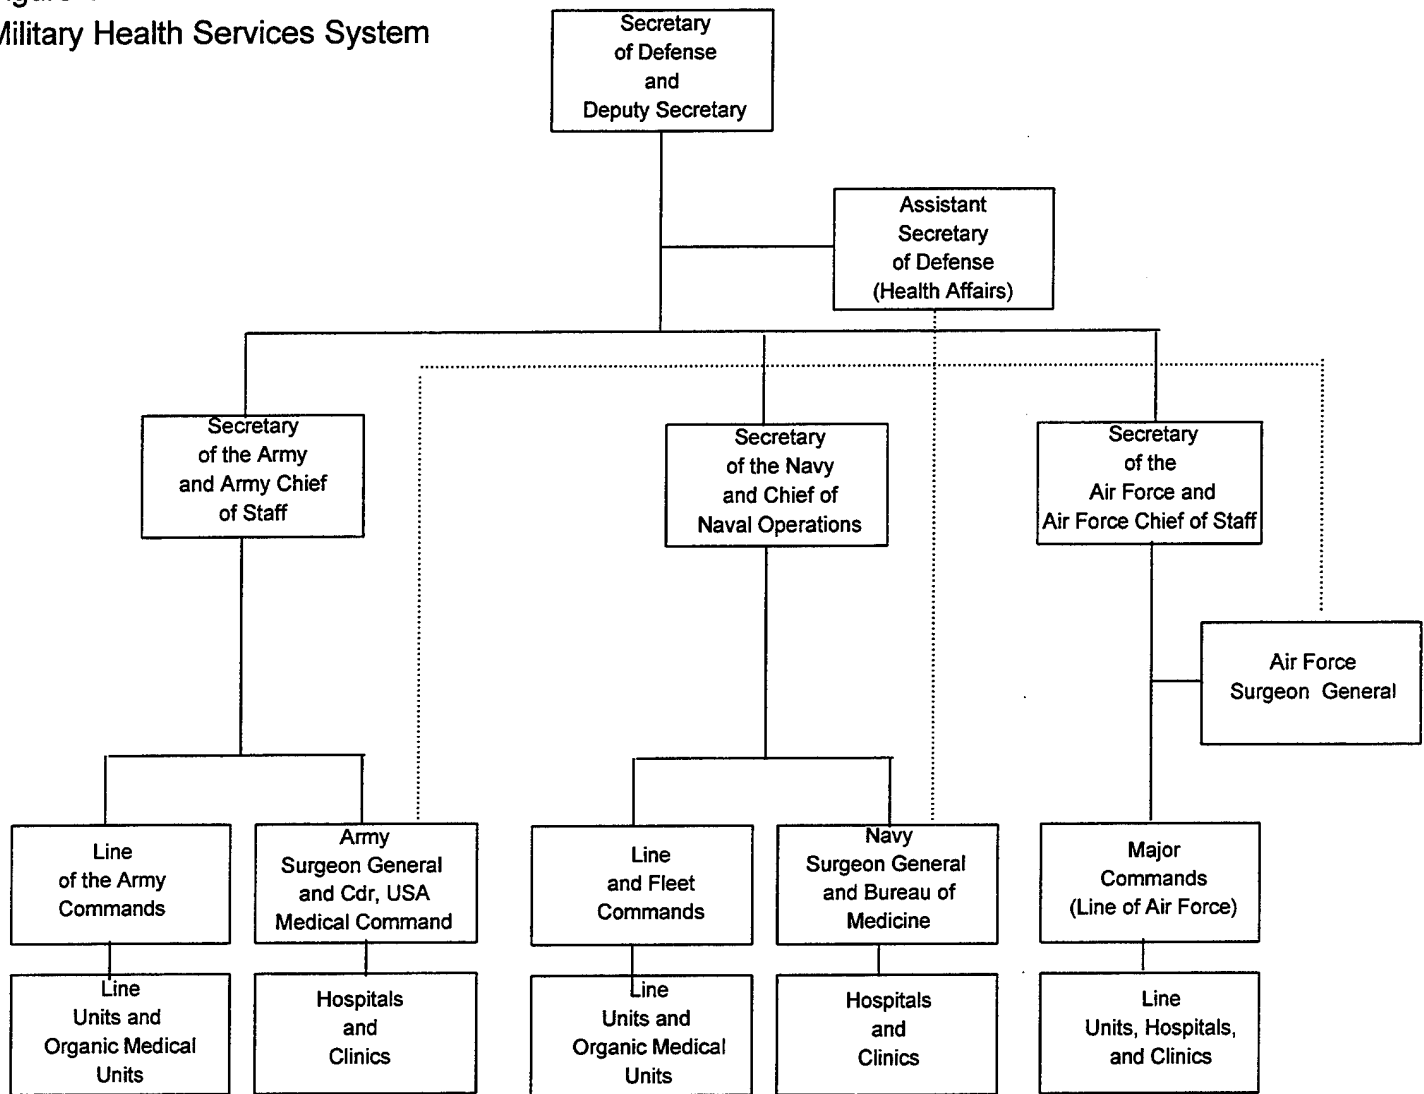 Military Health Services System
Secretary
of Defense
and
Deputy Secretary
Assistant
Secretary
of Defense
(Health Affairs)
Secretary
of the Army
and Army Chief
of Staff
Secretary
of the Navy
and Chief of
Naval Operations
Secretary
of the
Air Force and
Air Force Chief of Staff
Air Force
Surgeon General
Line
of the Army
Commands
Army
Surgeon General
and Cdr, USA
Medical Command
Line
and Fleet
Commands
Navy
Surgeon General
and Bureau of
Medicine
Major
Commands
(Line of Air Force)
Line
Units and
Organic Medical
Units
Hospitals
and
Clinics
Line
Units and
Organic Medical
Units
Hospitals
and
Clinics
Line
Units, Hospitals,
and Clinics